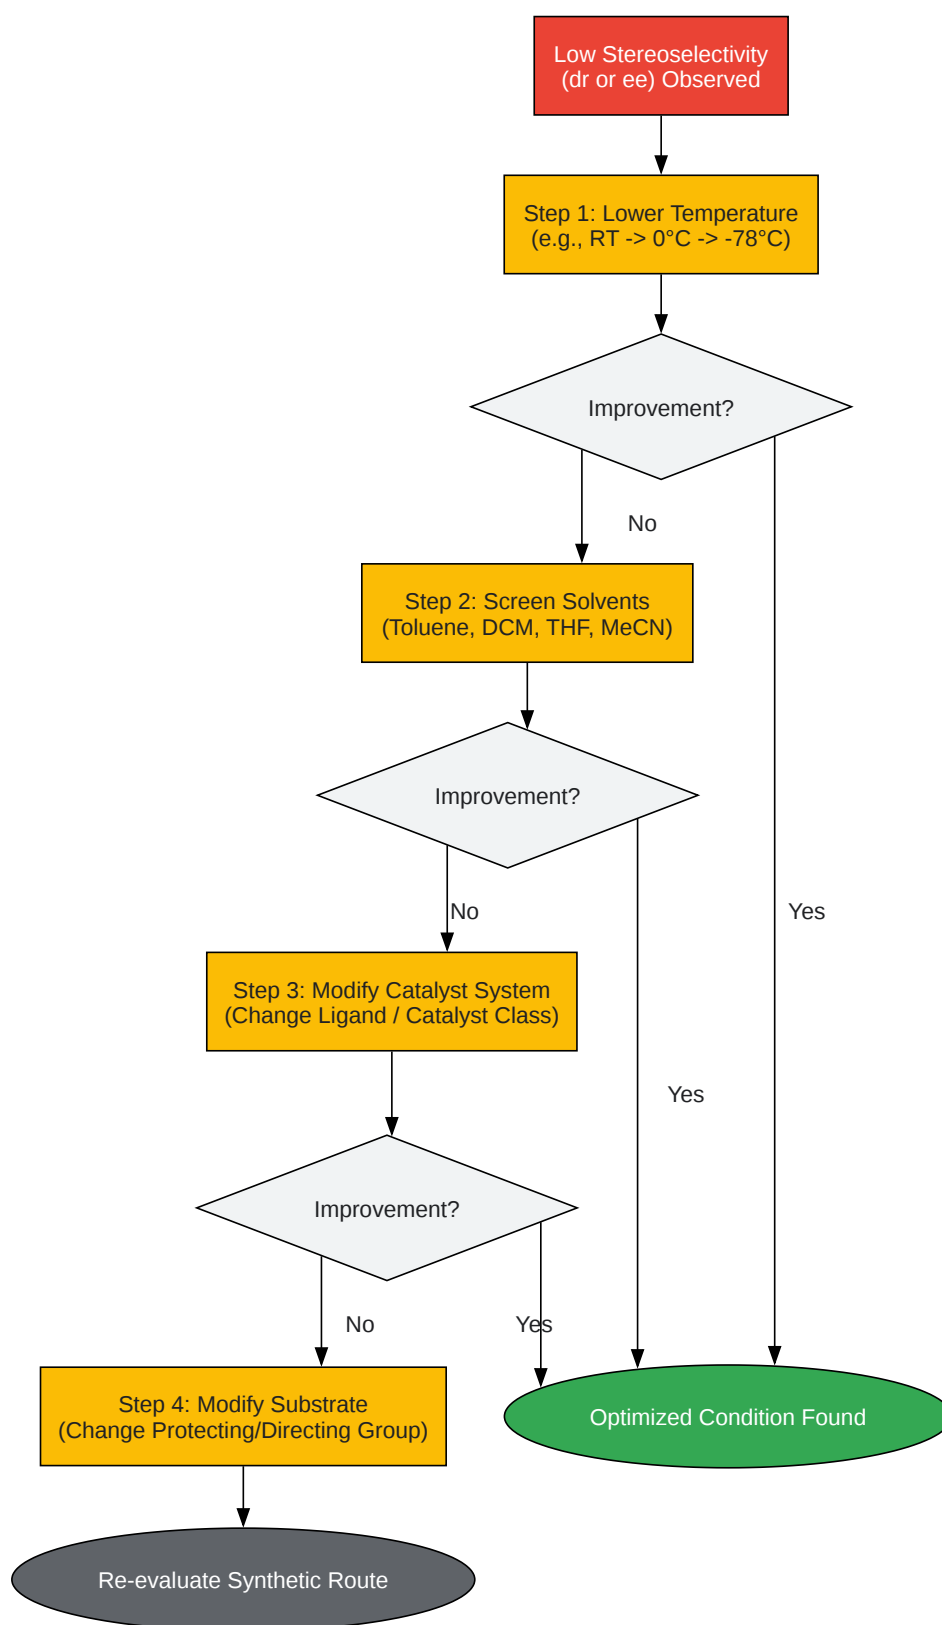 Low Stereoselectivity
(dr or ee) Observed
Step 1: Lower Temperature
(e.g., RT -> 0°C -> -78°C)
Improvement?
No
Step 2: Screen Solvents
(Toluene, DCM, THF, MeCN)
Improvement?
No
Yes
Step 3: Modify Catalyst System
(Change Ligand / Catalyst Class)
Yes
Improvement?
No
Yes
Step 4: Modify Substrate
(Change Protecting/Directing Group)
Optimized Condition Found
Re-evaluate Synthetic Route